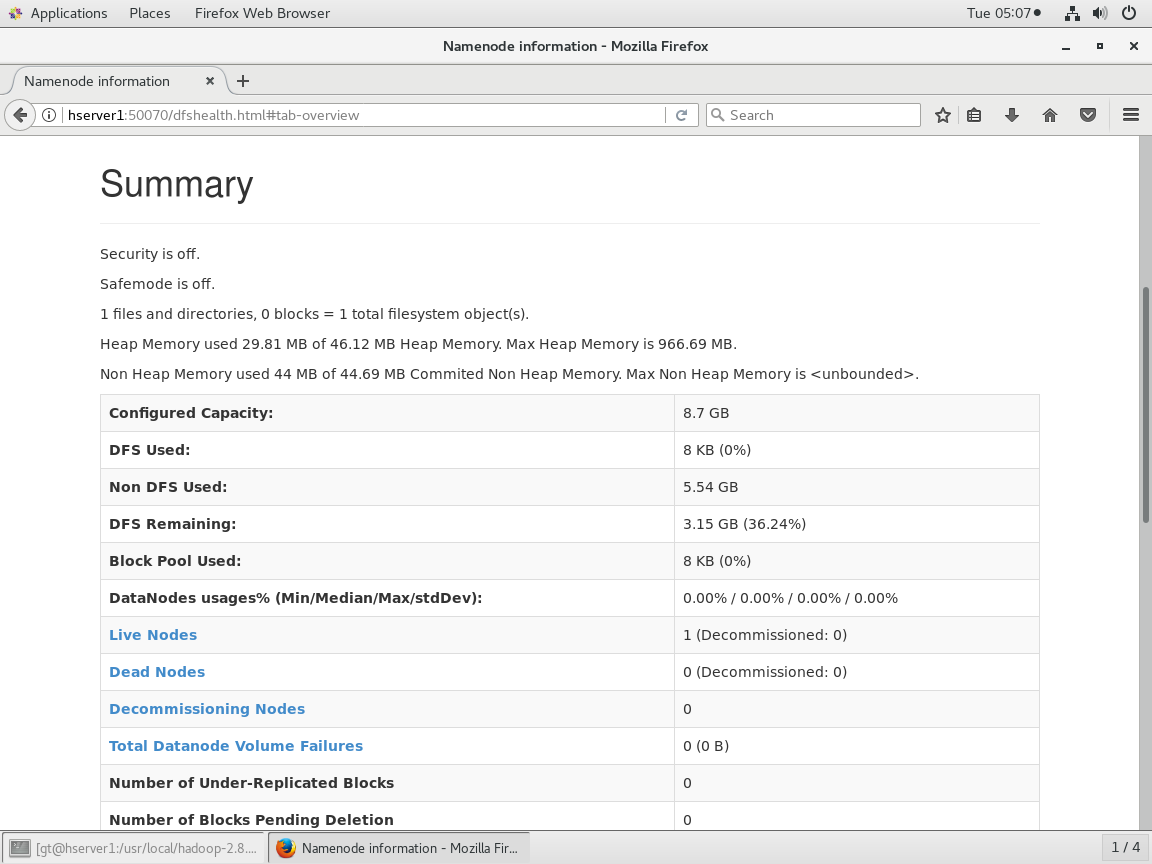 Applications Places Firefox Web Browser Tue 05:07
Namenode information - Mozilla Firefox
Namenode information
hserver1:50070/dfshealth.html#tab-overview Search
Summary
Security is off.
Safemode is off.
1 files and directories, 0 blocks = 1 total filesystem object(s).
Heap Memory used 29.81 MB of 46.12 MB Heap Memory. Max Heap Memory is 966.69 MB.
Non Heap Memory used 44 MB of 44.69 MB Commited Non Heap Memory. Max Non Heap Memory is <unbounded>.
Configured Capacity: 8.7 GB
DFS Used: 8 KB (0%)
Non DFS Used: 5.54 GB
DFS Remaining: 3.15 GB (36.24%)
Block Pool Used: 8 KB (0%)
DataNodes usages% (Min/Median/Max/stdDev): 0.00% / 0.00% / 0.00% / 0.00%
Live Nodes 1 (Decommissioned: 0)
Dead Nodes 0 (Decommissioned: 0)
Decommissioning Nodes 0
Total Datanode Volume Failures 0 (0 B)
Number of Under-Replicated Blocks 0
Number of Blocks Pending Deletion 0
[gt@hserver1:/usr/local/hadoop-2.8.... Namenode information - Mozilla Fir... 1 / 4